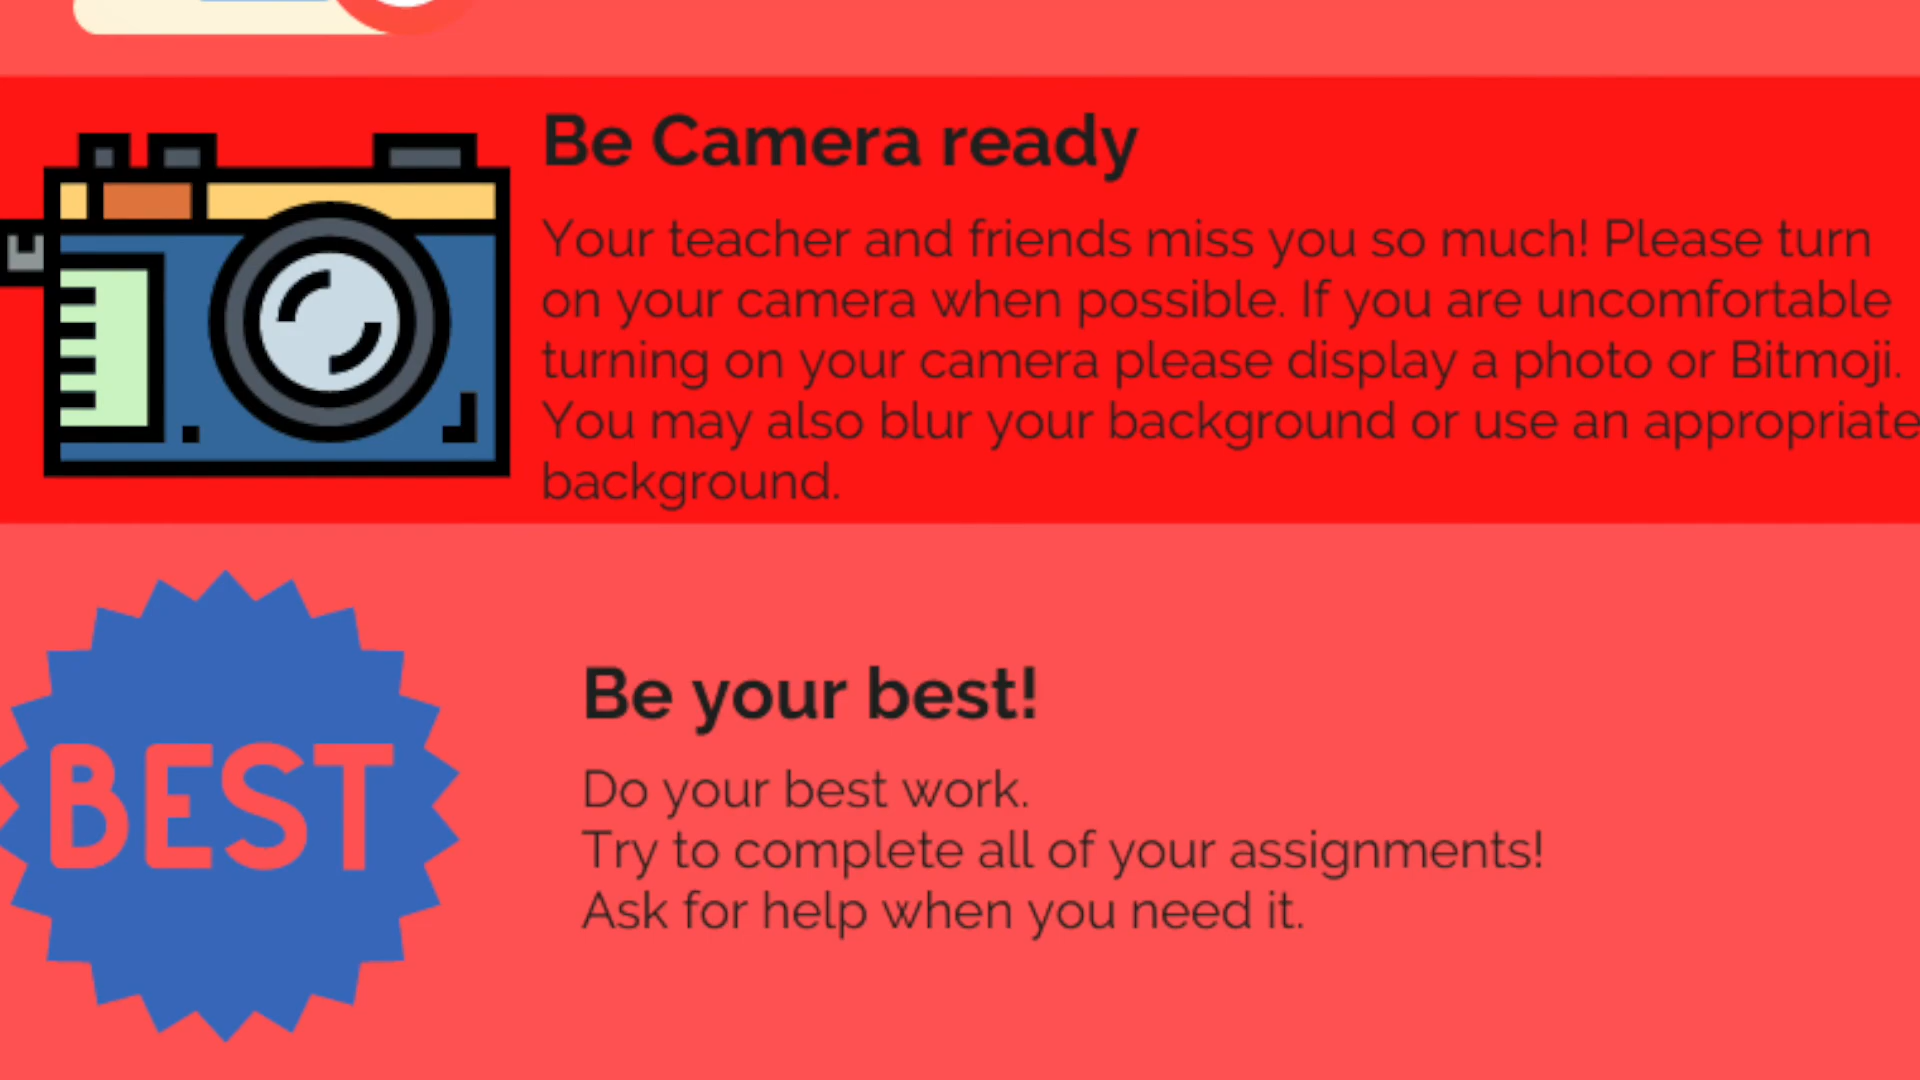 Be Camera ready
Your teacher and friends miss you so much! Please turn
on your camera when possible. If you are uncomfortable
turning on your camera please display a photo or Bitmoji.
You may also blur your background or use an appropriate
background.
BEST
Be your best!
Do your best work.
Try to complete all of your assignments!
Ask for help when you need it.